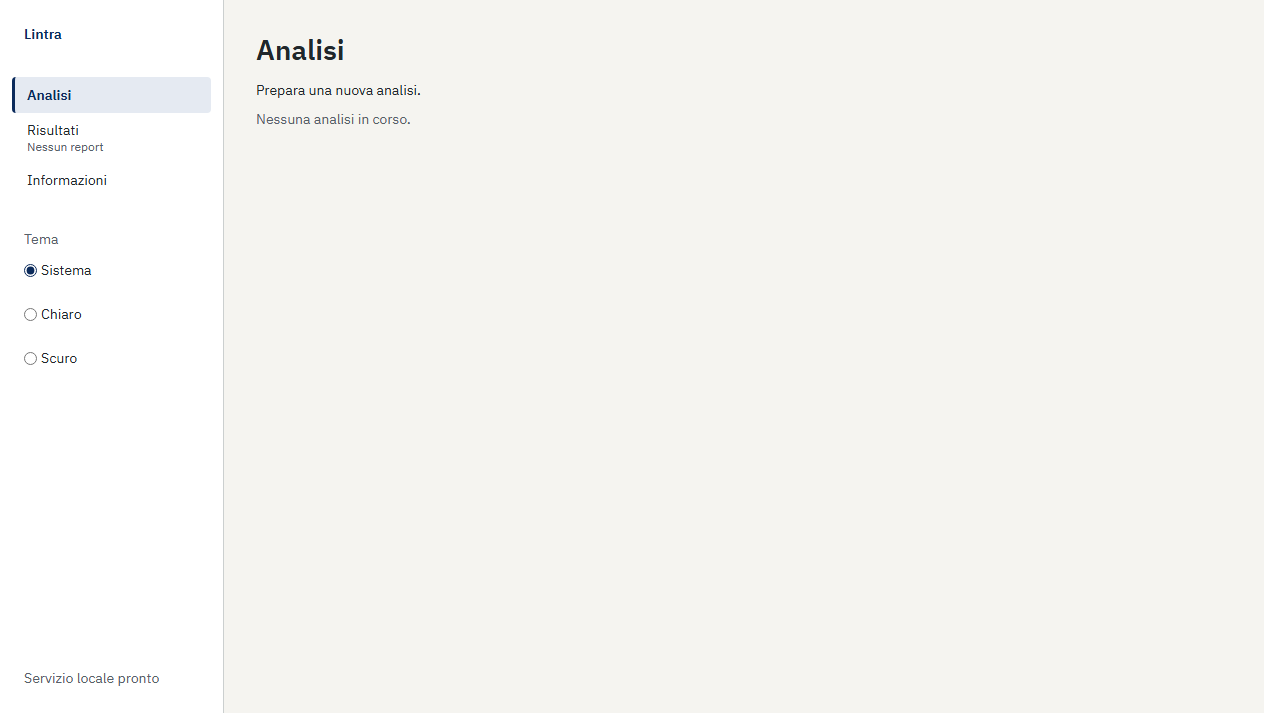 Lintra
Analisi
Risultati
Nessun report
Informazioni
Tema
Sistema
Chiaro
Scuro
Servizio locale pronto
Analisi
Prepara una nuova analisi.
Nessuna analisi in corso.